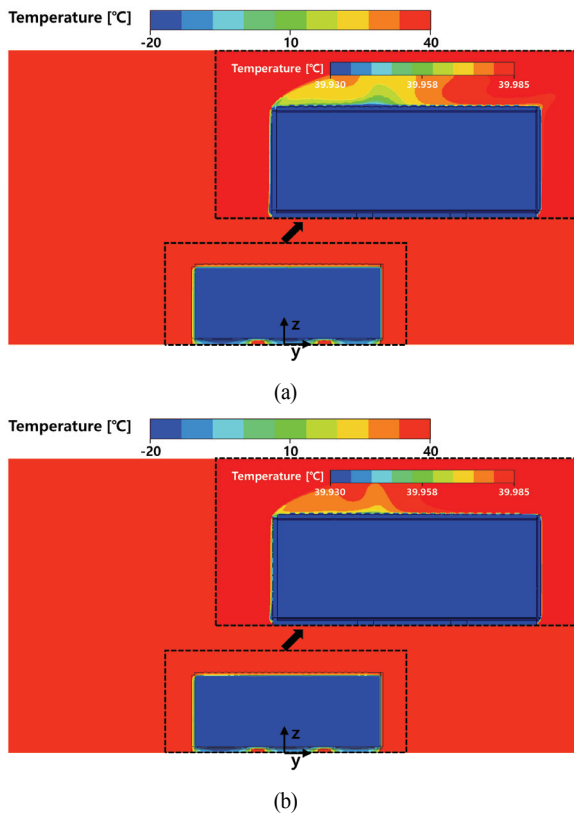 Temperature [℃]
-20 10 40
Temperature [℃]
39.930 39.958 39.985
z
y
(a)
Temperature [℃]
-20 10 40
Temperature [℃]
39.930 39.958 39.985
z
y
(b)